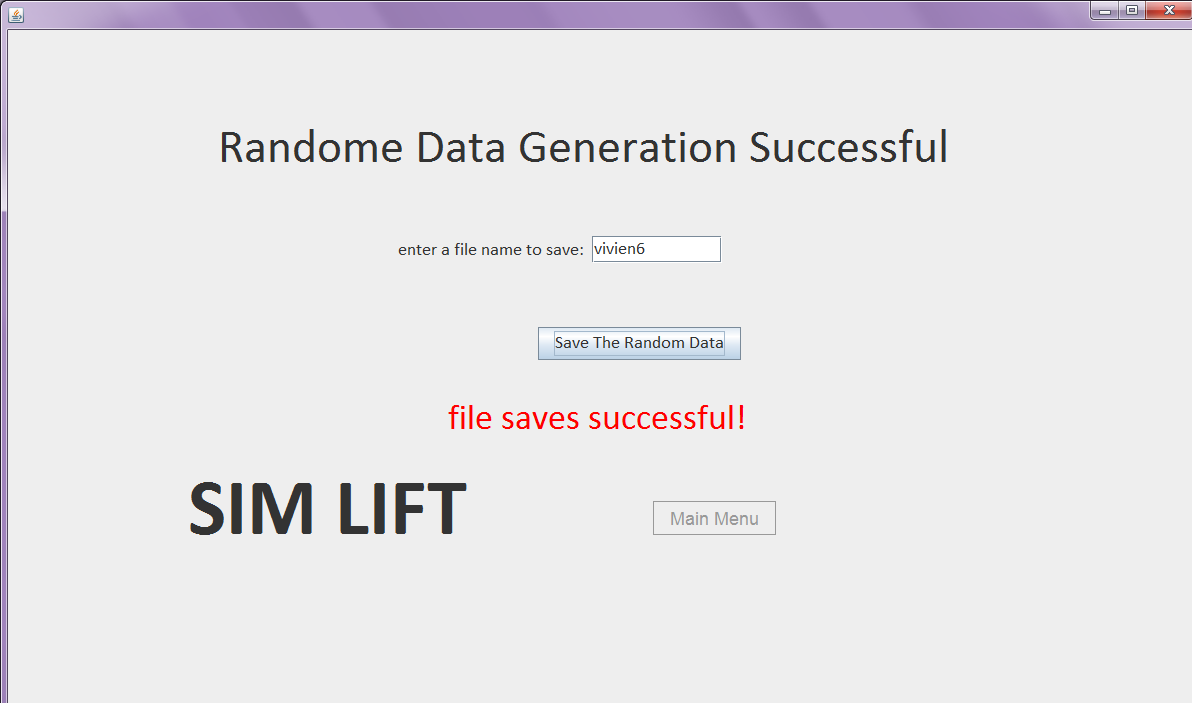 Randome Data Generation Successful
enter a file name to save: vivien6
Save The Random Data
file saves successful!
SIM LIFT
Main Menu